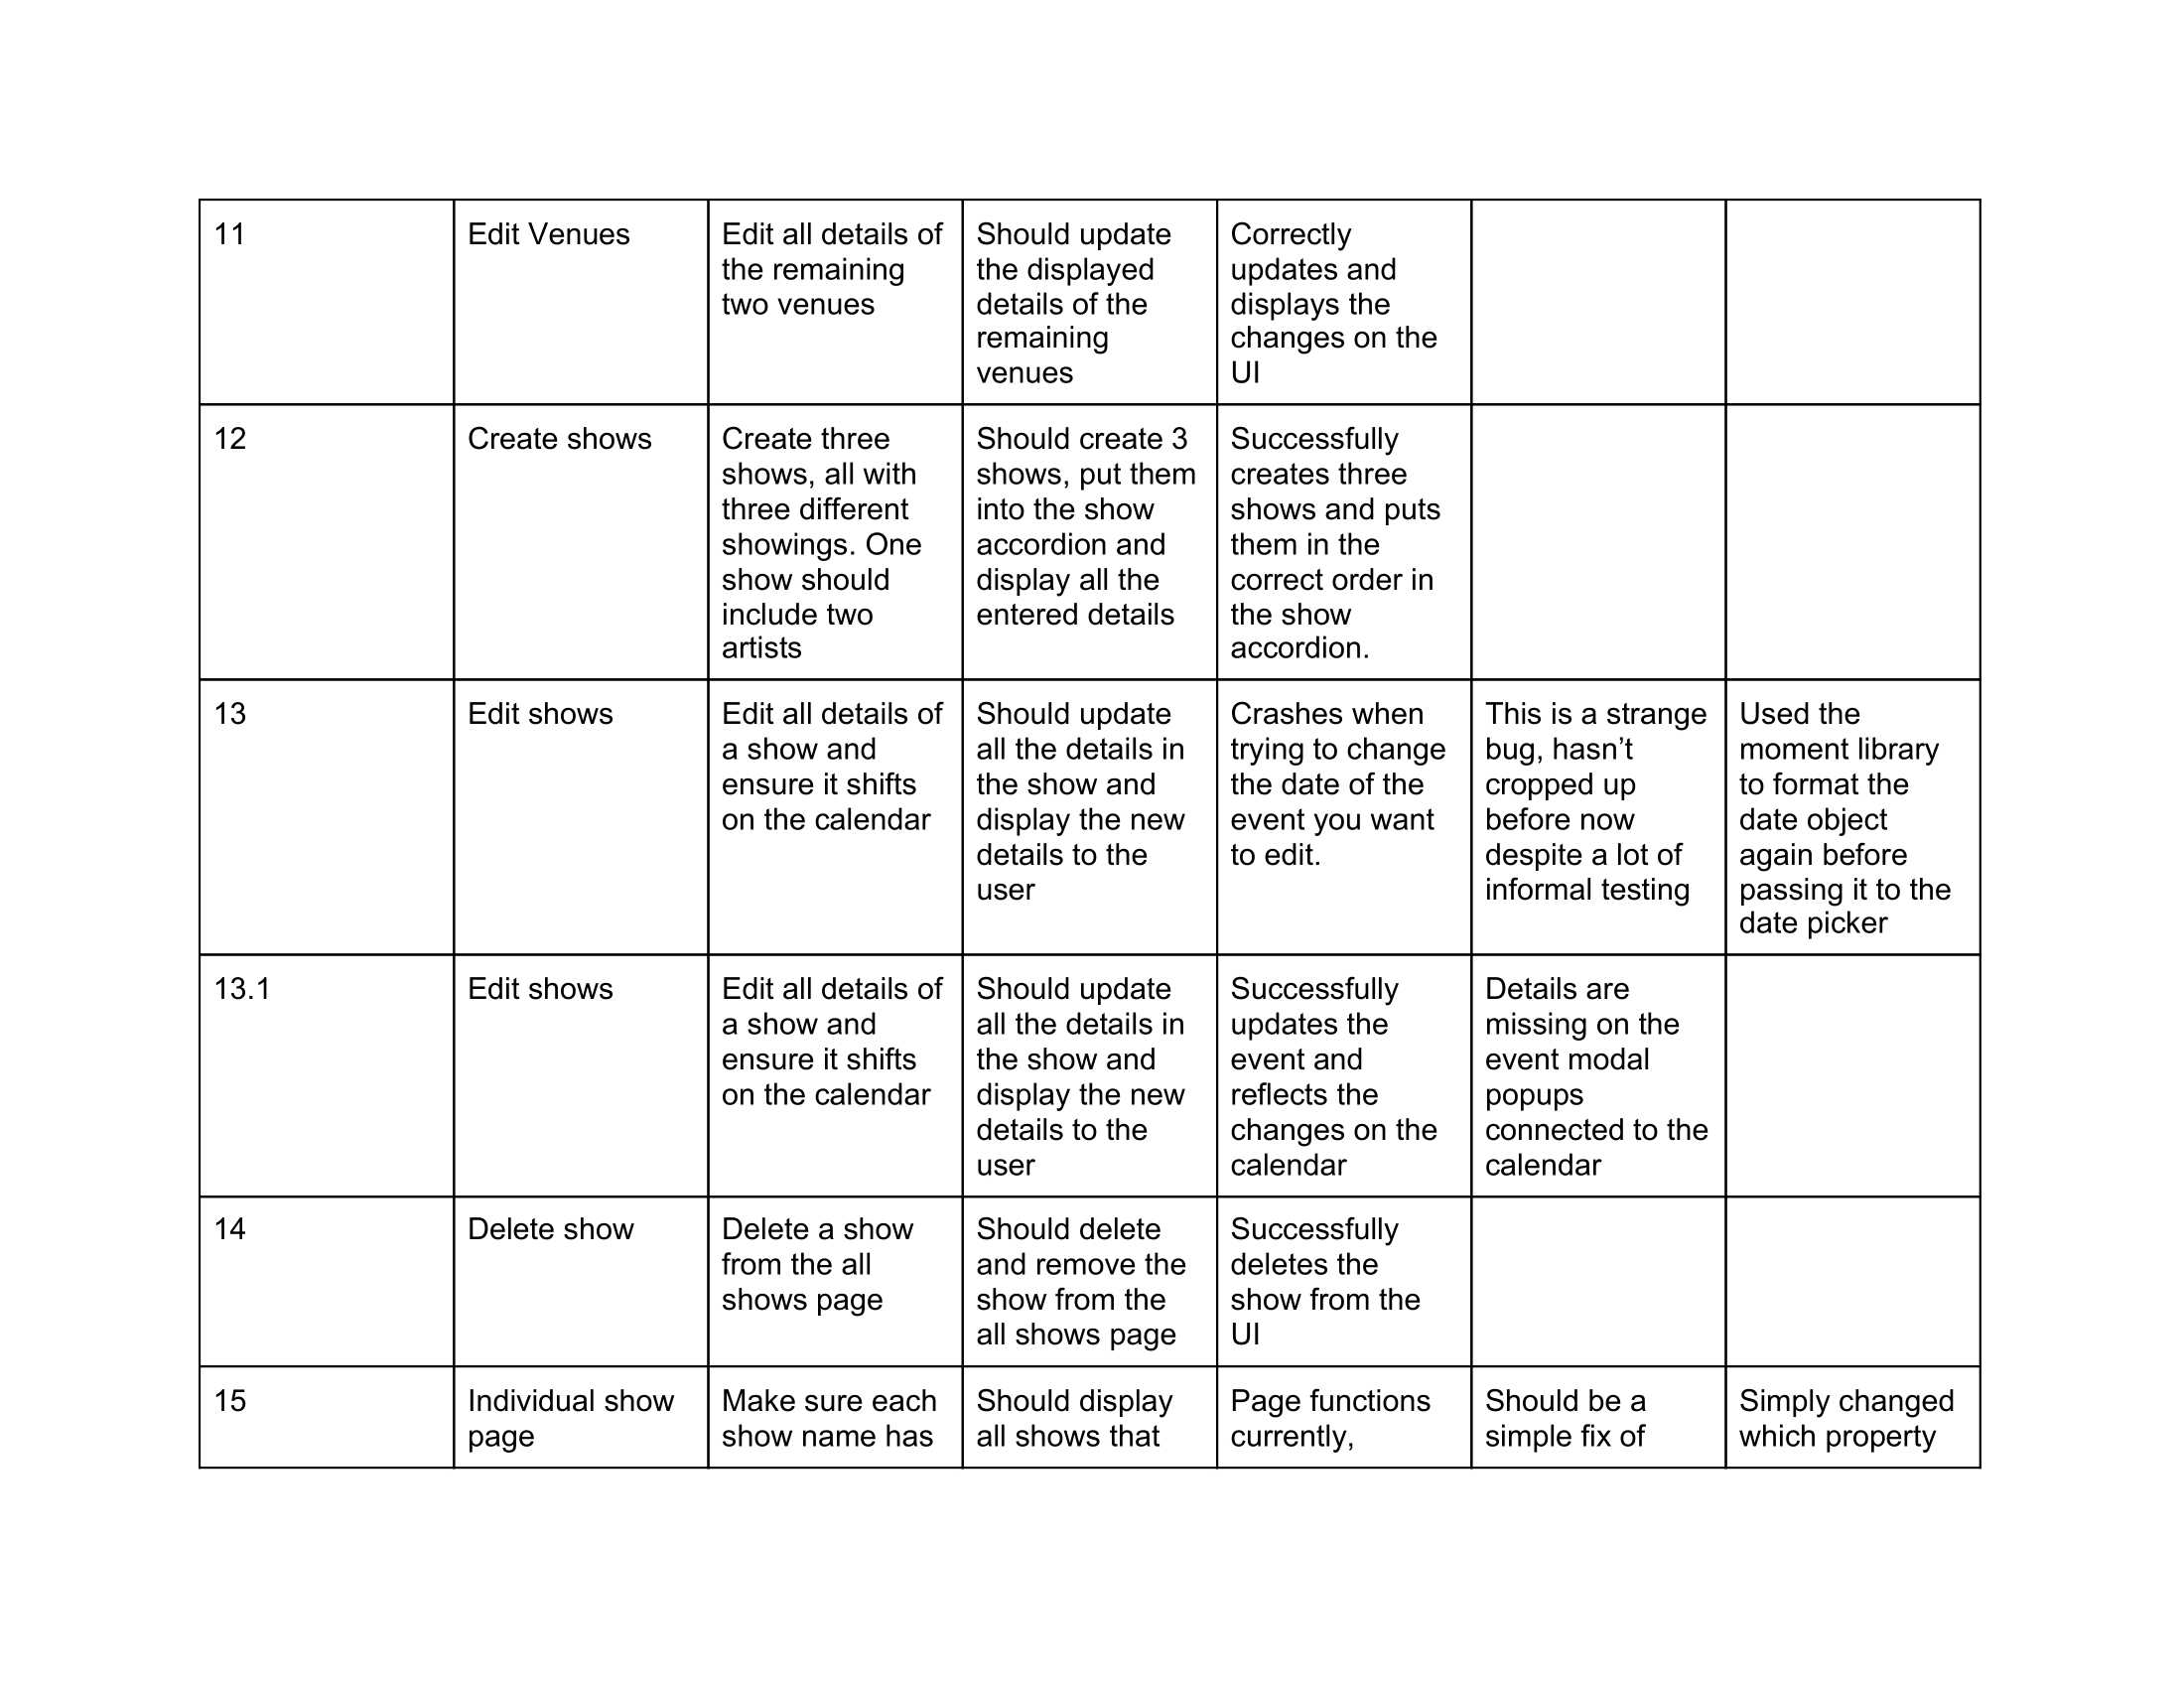 11
Edit Venues
Edit all details of
the remaining
two venues
Should update
the displayed
details of the
remaining
venues
Correctly
updates and
displays the
changes on the
UI
12
Create shows
Create three
shows, all with
three different
showings. One
show should
include two
artists
Should create 3
shows, put them
into the show
accordion and
display all the
entered details
Successfully
creates three
shows and puts
them in the
correct order in
the show
accordion.
13
Edit shows
Edit all details of
a show and
ensure it shifts
on the calendar
Should update
all the details in
the show and
display the new
details to the
user
Crashes when
trying to change
the date of the
event you want
to edit.
This is a strange
bug, hasn’t
cropped up
before now
despite a lot of
informal testing
Used the
moment library
to format the
date object
again before
passing it to the
date picker
13.1
Edit shows
Edit all details of
a show and
ensure it shifts
on the calendar
Should update
all the details in
the show and
display the new
details to the
user
Successfully
updates the
event and
reflects the
changes on the
calendar
Details are
missing on the
event modal
popups
connected to the
calendar
14
Delete show
Delete a show
from the all
shows page
Should delete
and remove the
show from the
all shows page
Successfully
deletes the
show from the
UI
15
Individual show
page
Make sure each
show name has
Should display
all shows that
Page functions
currently,
Should be a
simple fix of
Simply changed
which property